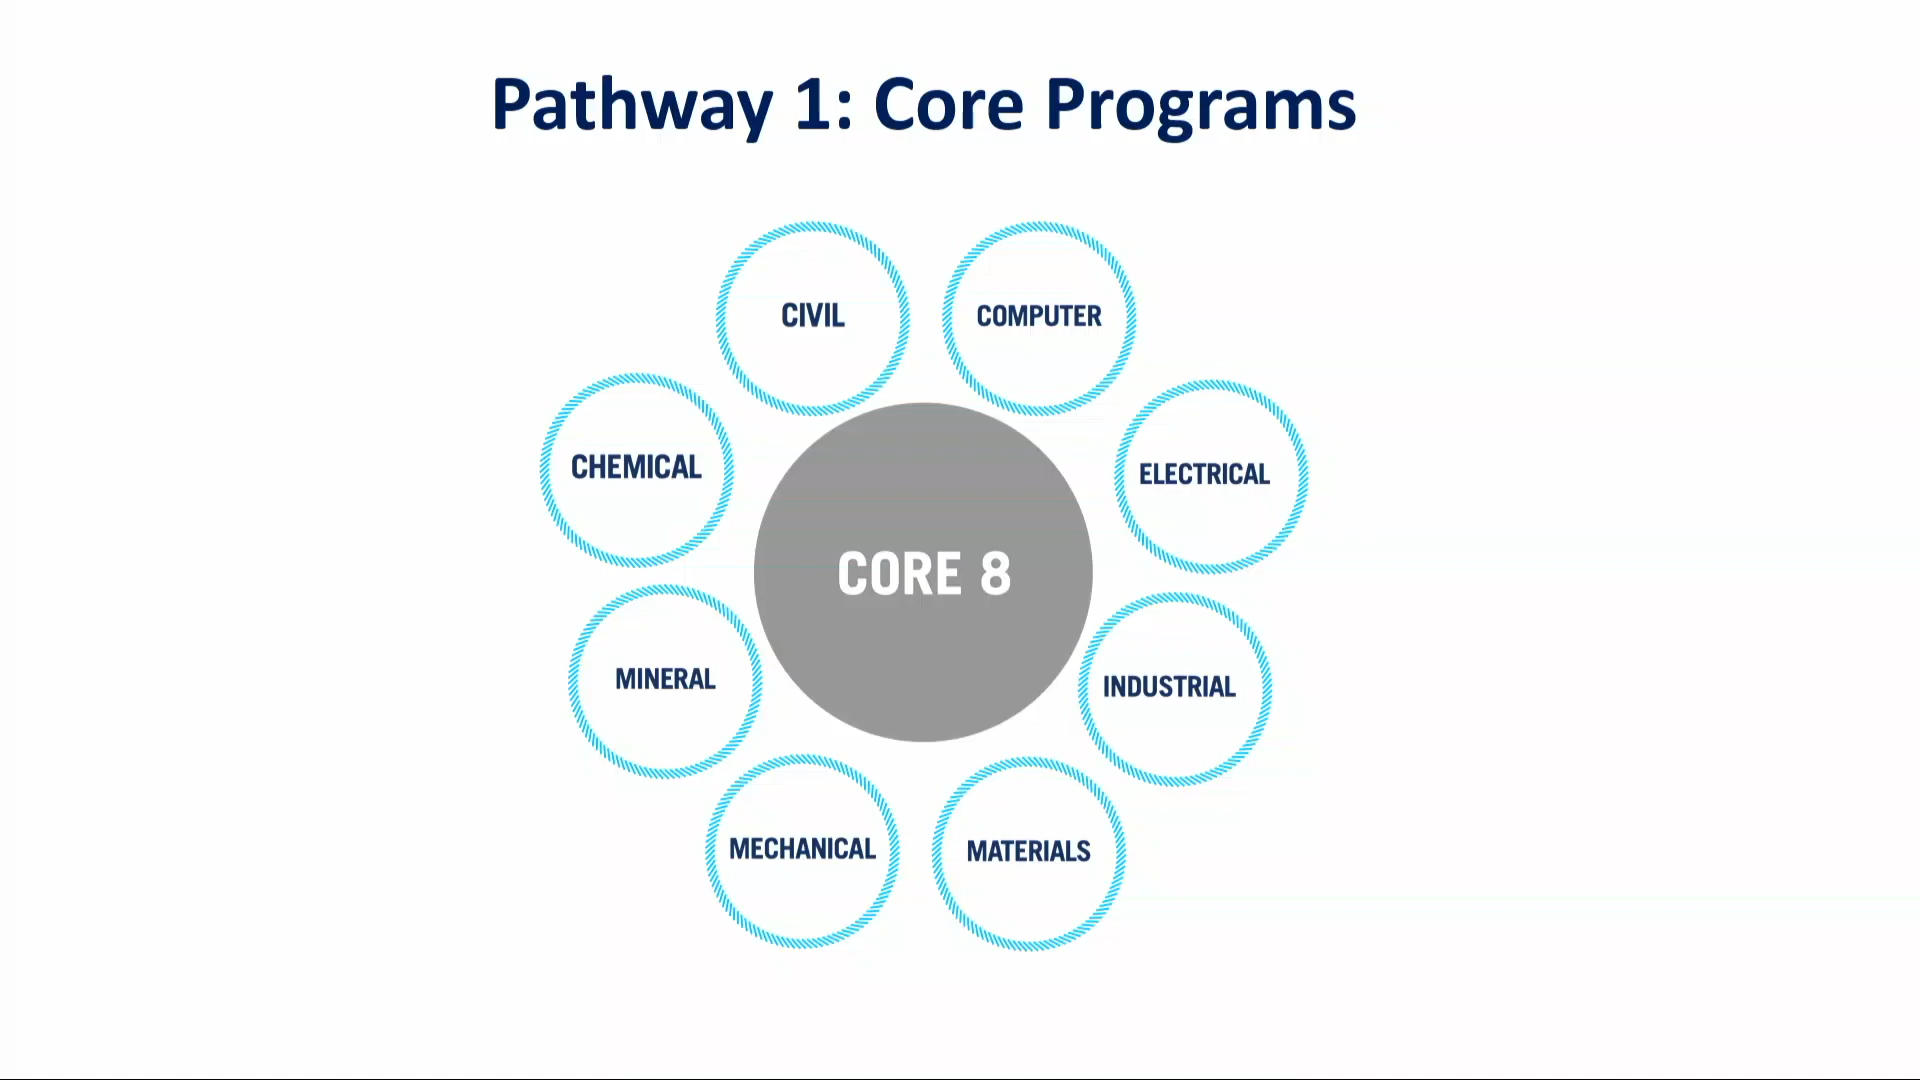 Pathway 1: Core Programs
CIVIL
COMPUTER
CHEMICAL
ELECTRICAL
CORE 8
MINERAL
INDUSTRIAL
MECHANICAL
MATERIALS